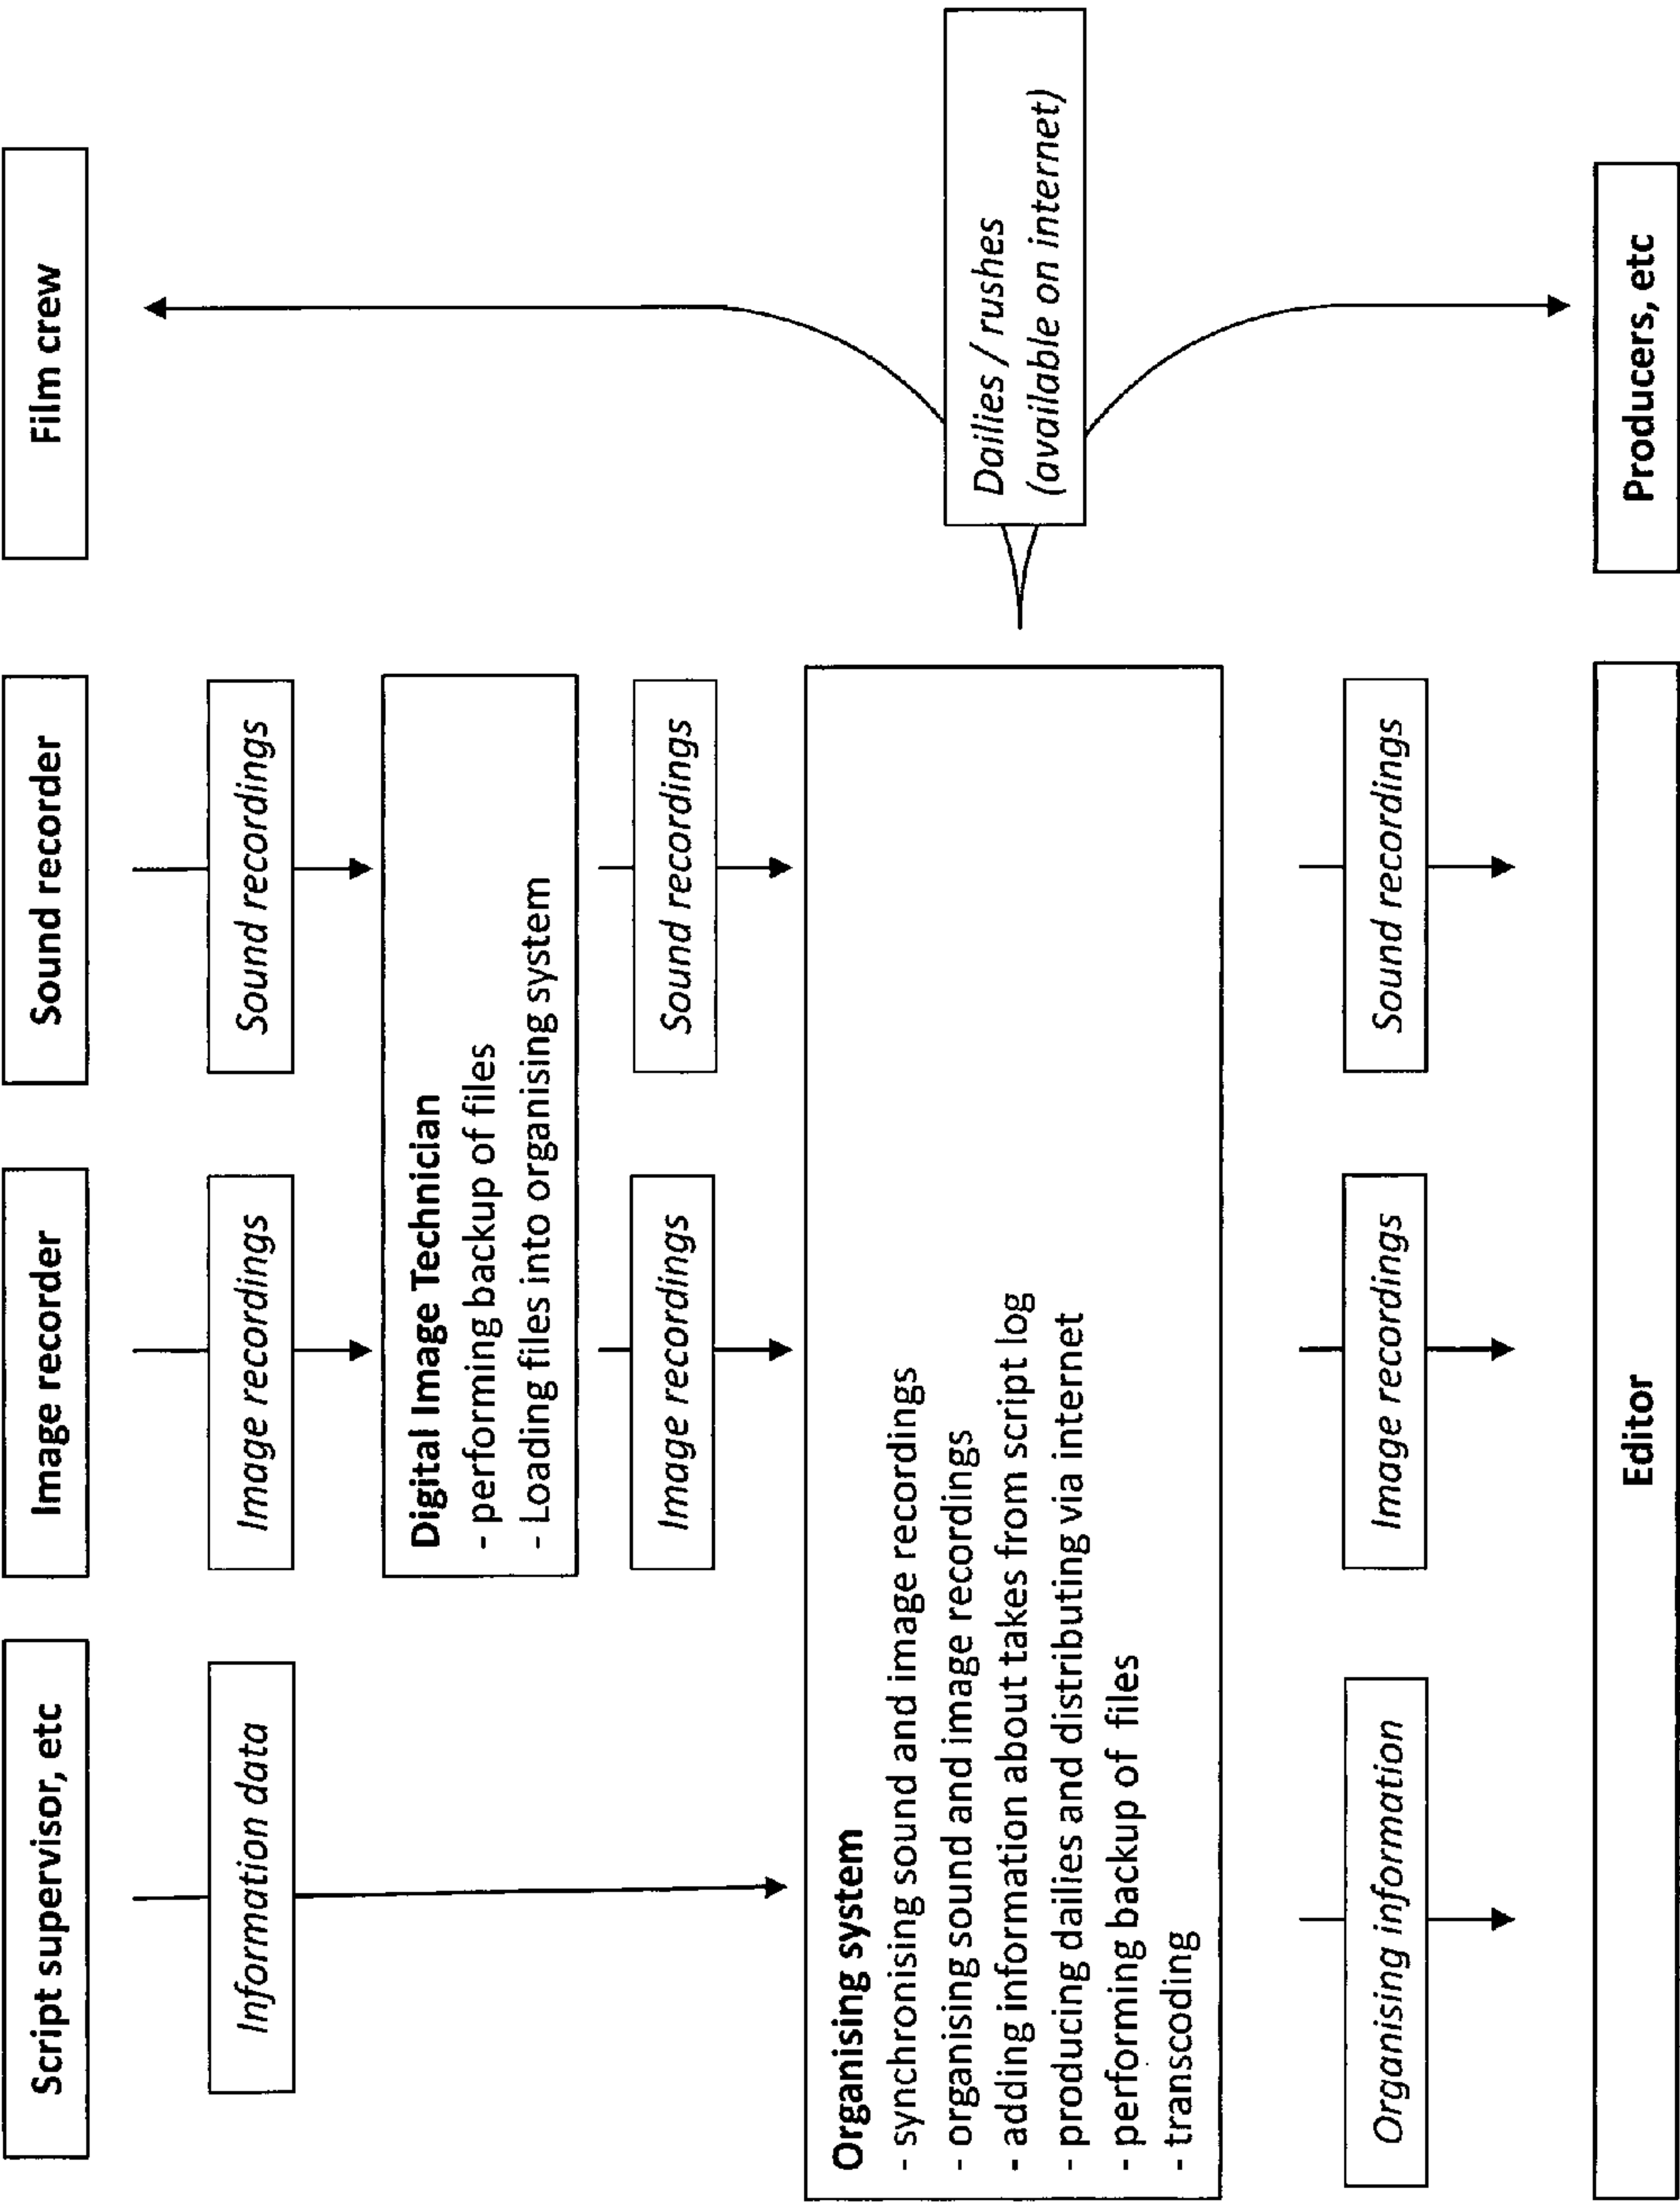 Script supervisor, etc
Image recorder
Sound recorder
Film crew
Information data
Image recordings
Sound recordings
Digital Image Technician
- performing backup of files
- Loading files into organising system
Image recordings
Sound recordings
Organising system
- synchronising sound and image recordings
- organising sound and image recordings
- adding information about takes from script log
- producing dailies and distributing via internet
- performing backup of files
- transcoding
Dailies / rushes
(available on internet)
Organising information
Image recordings
Sound recordings
Editor
Producers, etc